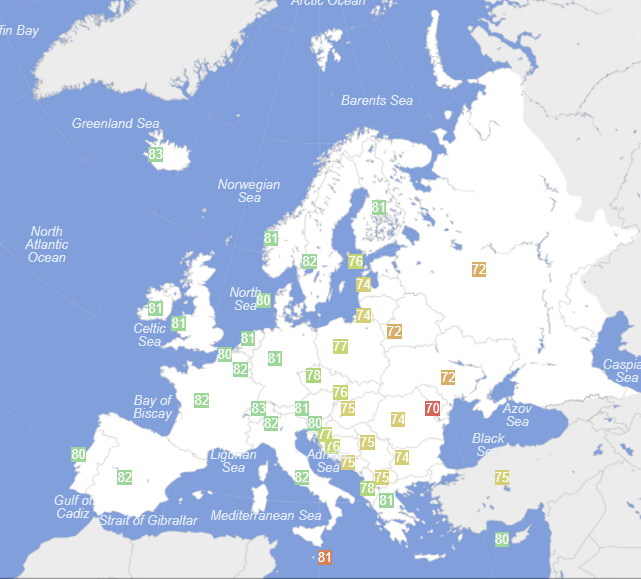 Arctic Ocean
fin Bay
Barents Sea
Greenland Sea
83
Norwegian
Sea
81
North
Atlantic
Ocean
81
82
76
72
74
North
Sea
80
81
81
74
72
Celtic
Sea
81
80
81
77
82
78
72
Caspia
Sea
Bay of
Biscay
82
83
82
81
80
76
75
74
70
Azov
Sea
77
76
75
Black
S
80
82
Ligurian
Sea
82
Adri
Sea
75
75
74
78
81
75
Gulf of
Cadiz
Strait of Gibraltar
Mediterranean Sea
80
81